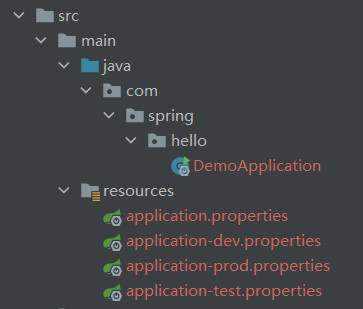 src
main
java
com
spring
hello
DemoApplication
resources
application.properties
application-dev.properties
application-prod.properties
application-test.properties